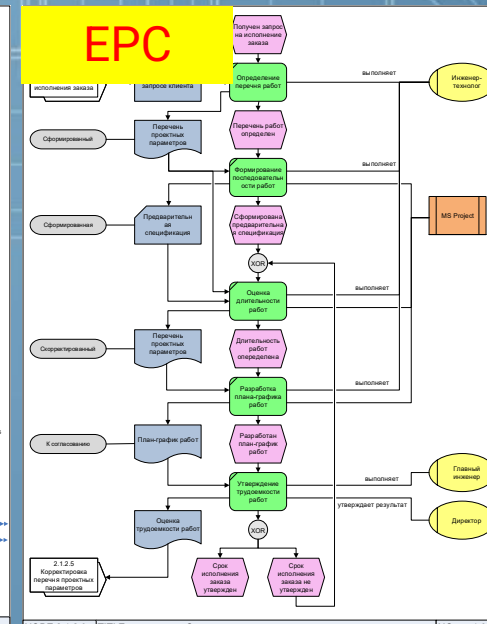 EPC
Получен запрос
на исполнение
заказа
исполнения заказа
запросе клиента
Определение
перечня работ
выполняет
Инженер-
технолог
Сформированный
Перечень
проектных
параметров
Перечень работ
определен
Формирование
последовательн
ости работ
выполняет
Сформированная
Предварительн
ая
спецификация
Сформирована
предварительна
я спецификация
MS Project
XOR
Оценка
длительности
работ
выполняет
Скорректированный
Перечень
проектных
параметров
Длительность
работ
опеределена
Разработка
плана-графика
работ
выполняет
К согласованию
План-график работ
Разработан
план-график
работ
Утверждение
трудоемкости
работ
выполняет
Главный
инженер
утверждает результат
Директор
Оценка
трудоемкости работ
XOR
2.1.2.5
Корректировка
перечня проектных
параметров
Срок
исполнения
заказа
утвержден
Срок
исполнения
заказа не
утвержден